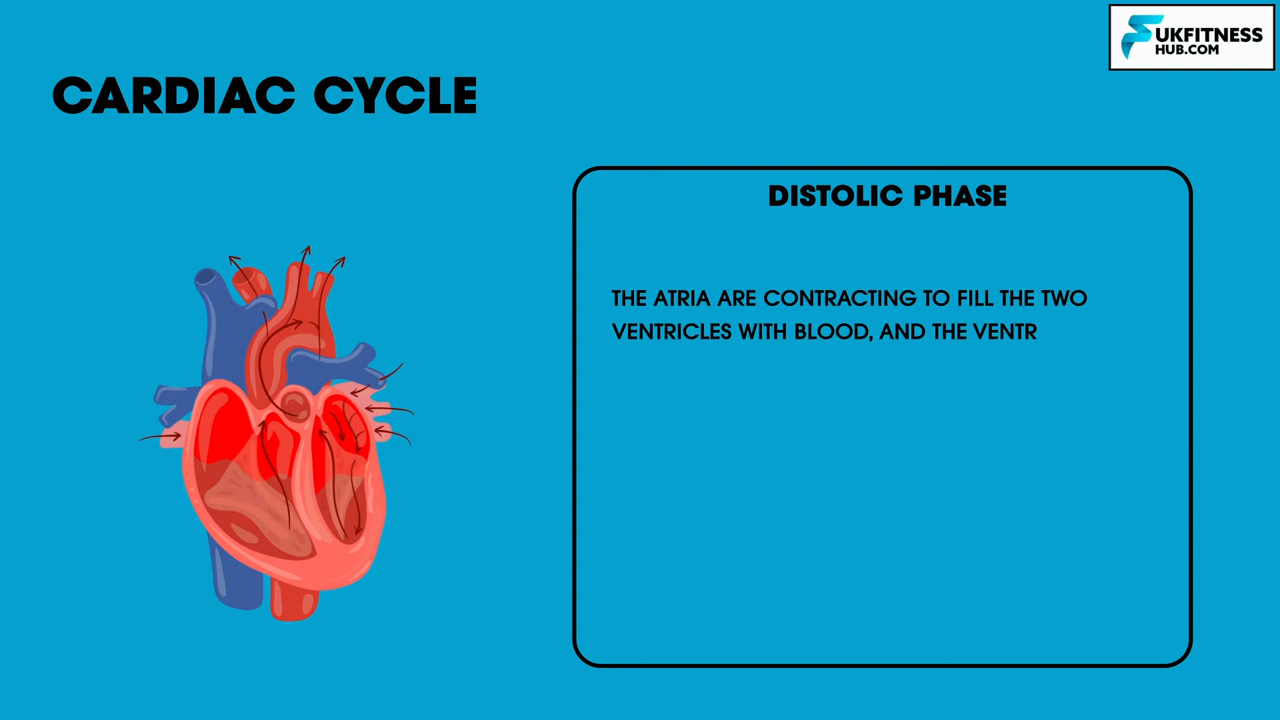 UKFITNESS
HUB.COM
CARDIAC CYCLE
DISTOLIC PHASE
THE ATRIA ARE CONTRACTING TO FILL THE TWO
VENTRICLES WITH BLOOD, AND THE VENTR